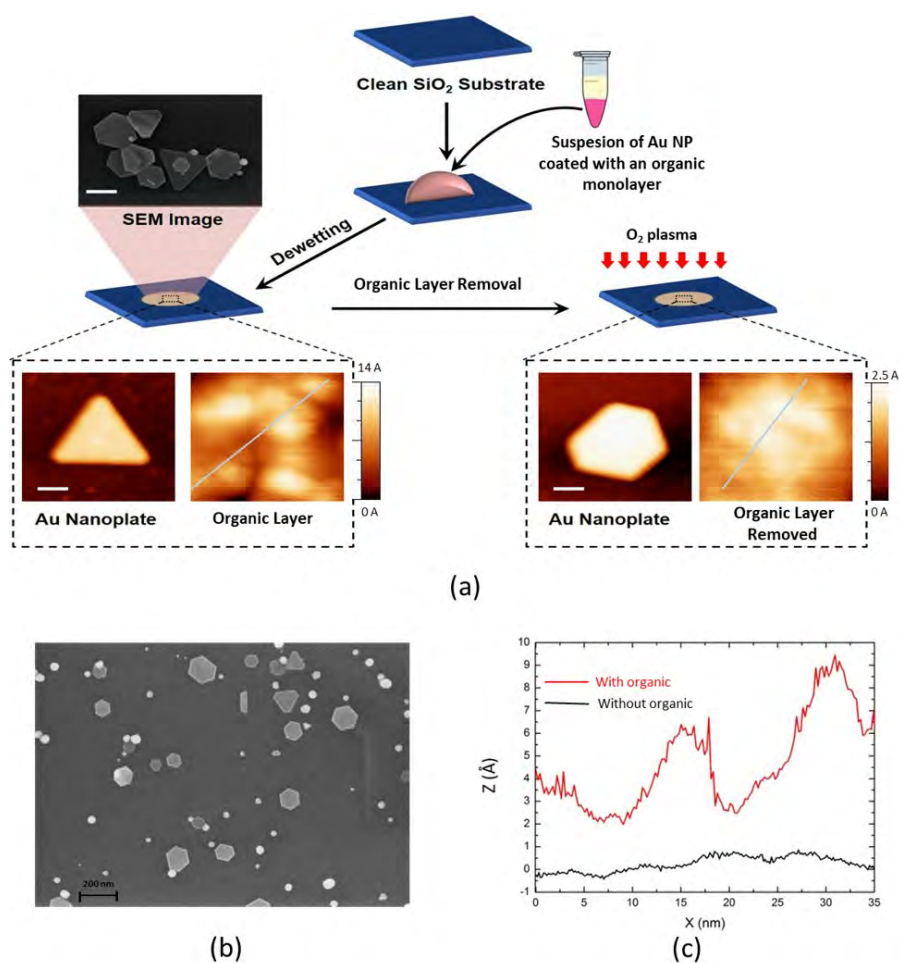 Clean SiO₂ Substrate
Suspesion of Au NP
coated with an organic
monolayer
SEM Image
Dewetting
O₂ plasma
Organic Layer Removal
14 A
0 A
Au Nanoplate
Organic Layer
2.5 A
0 A
Au Nanoplate
Organic Layer
Removed
(a)
200 nm
(b)
10
9
8
7
6
5
4
3
2
1
0
-1
Z (Å)
With organic
Without organic
0
5
10
15
20
25
30
35
X (nm)
(c)